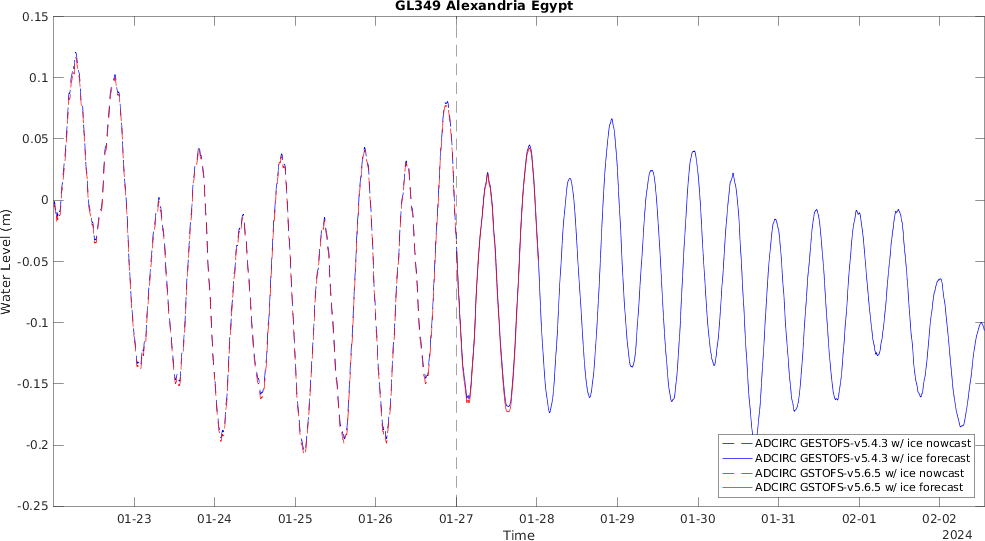 GL349 Alexandria Egypt
0.15
0.1
0.05
0
-0.05
-0.1
-0.15
-0.2
-0.25
Water Level (m)
ADCIRC GESTOFS-v5.4.3 w/ ice nowcast
ADCIRC GESTOFS-v5.4.3 w/ ice forecast
ADCIRC GSTOFS-v5.6.5 w/ ice nowcast
ADCIRC GSTOFS-v5.6.5 w/ ice forecast
01-23 01-24 01-25 01-26 01-27 01-28 01-29 01-30 01-31 02-01 02-02
Time
2024